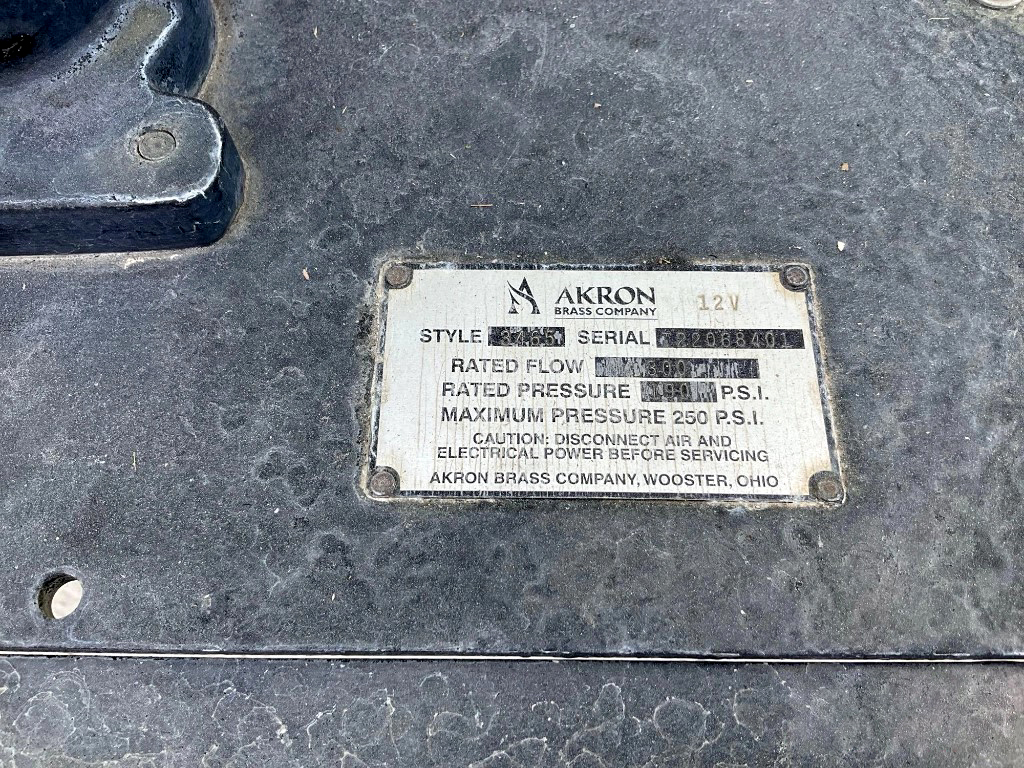 AKRON
BRASS COMPANY
12V
STYLE 3465 SERIAL
RATED FLOW
RATED PRESSURE P.S.I.
MAXIMUM PRESSURE 250 P.S.I.
CAUTION: DISCONNECT AIR AND
ELECTRICAL POWER BEFORE SERVICING
AKRON BRASS COMPANY, WOOSTER, OHIO